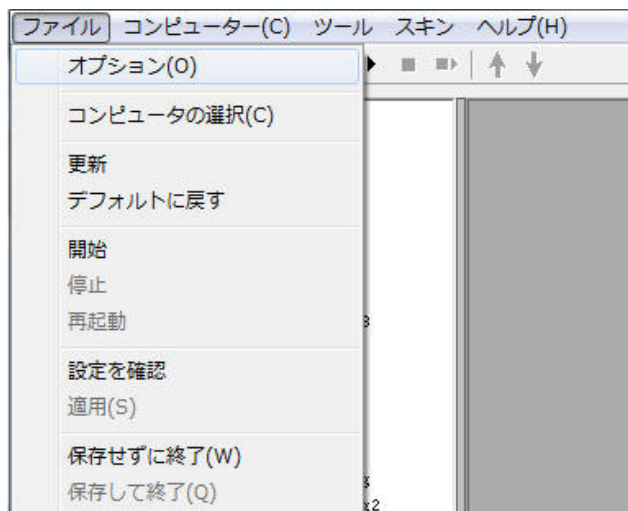 ファイル コンピューター(C) ツール スキン ヘルプ(H)
オプション(O)
コンピュータの選択(C)
更新
デフォルトに戻す
開始
停止
再起動
3
設定を確認
適用(S)
保存せずに終了(W)
保存して終了(Q)
x2